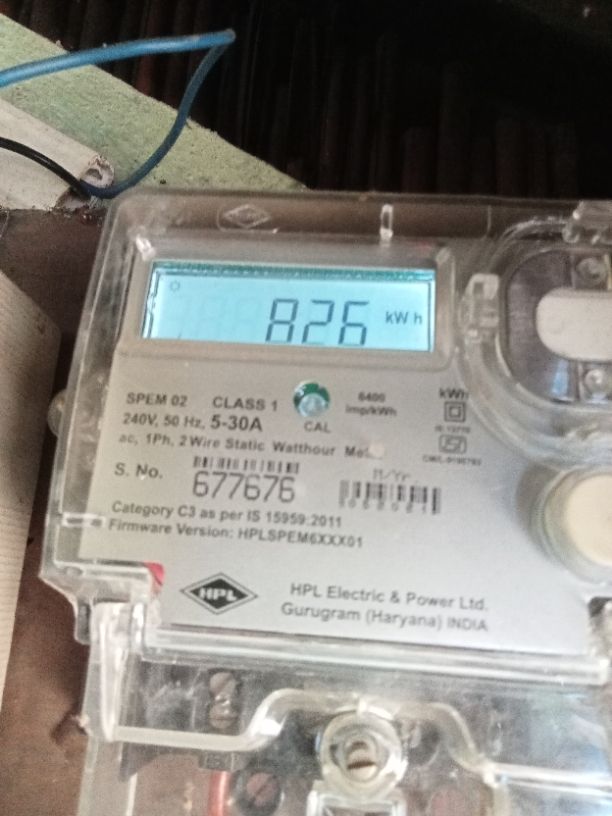 826 kWh
SPEM 02 CLASS 1
6400
imp/kWh
kWh
240V, 50 Hz, 5-30A
CAL
ac, 1Ph, 2 Wire Static Watthour
S. No.
677676
M/Yr
Category C3 as per IS 15959:2011
Firmware Version: HPLSPEM6XXX01
HPL
HPL Electric & Power Ltd.
Gurugram (Haryana) INDIA